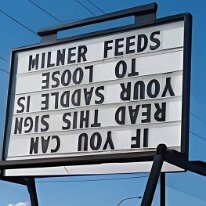 MILNER FEEDS
IF YOU CAN
READ THIS SIGN
YOUR SADDLE IS
TO LOOSE